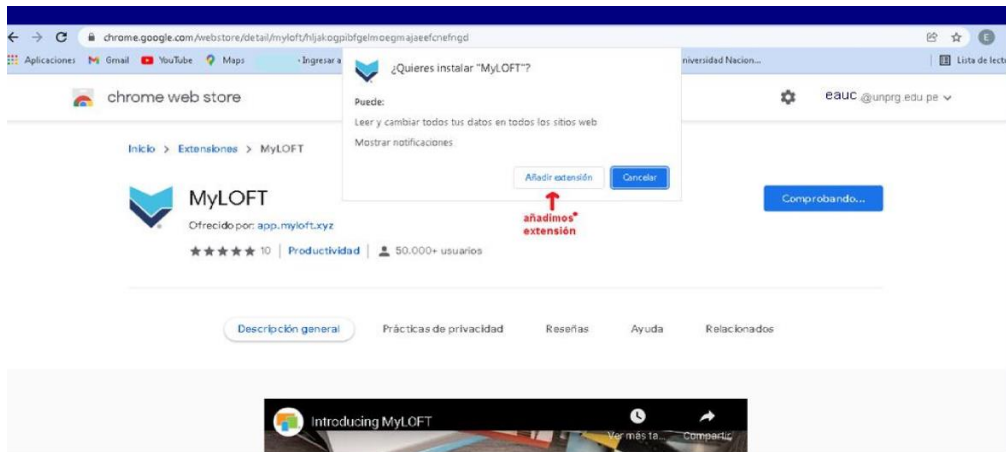 chrome.google.com/webstore/detail/myloft/hljakogpibfgelmoegmajaeefcnefngd
Aplicaciones Gmail YouTube Maps - Ingresar a niversidad Nacion... Lista de lect
E
chrome web store
eauc @unprg.edu.pe
¿Quieres instalar "MyLOFT"?
Puede:
Leer y cambiar todos tus datos en todos los sitios web
Mostrar notificaciones
Añadir extensión Cancelar
añadimos
extensión
Inicio > Extensiones > MyLOFT
MyLOFT
Comprobando...
Ofrecido por: app.myloft.xyz
10 | Productividad | 50.000+ usuarios
Descripción general Prácticas de privacidad Reseñas Ayuda Relacionados
Introducing MyLOFT
Ver más ta... Compartir